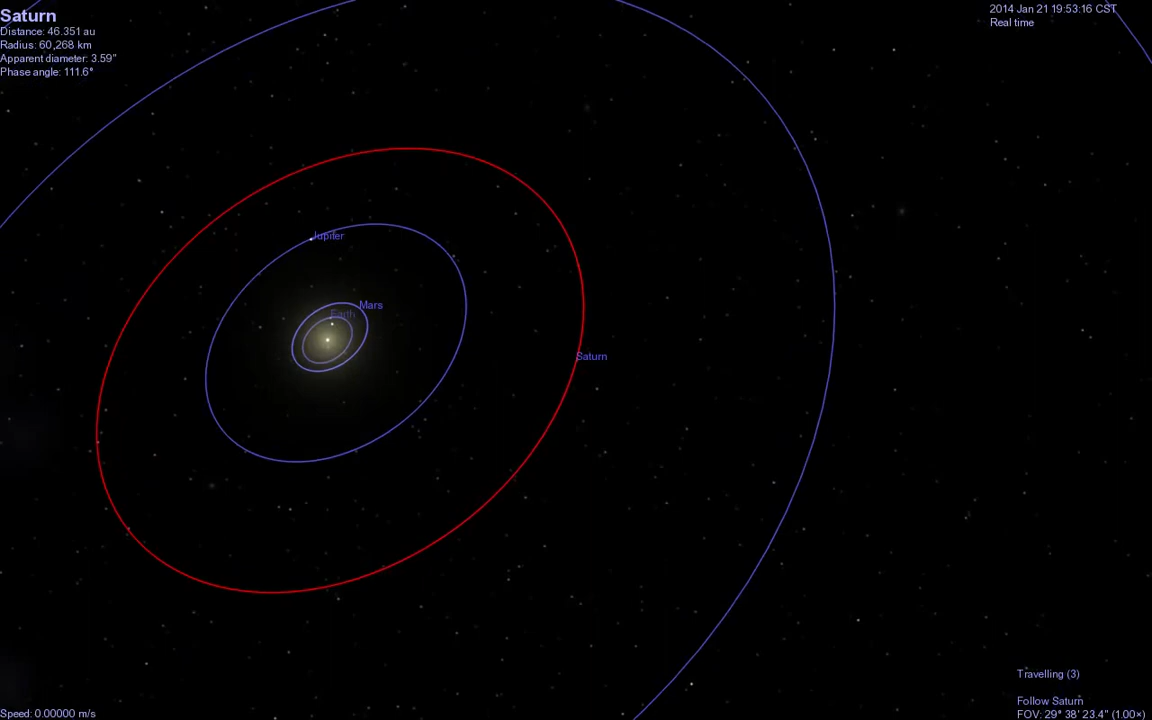 Saturn
Distance: 46.351 au
Radius: 60,268 km
Apparent diameter: 3.59"
Phase angle: 111.6°
2014 Jan 21 19:53:16 CST
Real time
Jupiter
Mars
Earth
Saturn
Travelling (3)
Follow Saturn
Speed: 0.00000 m/s
FOV: 29° 38' 23.4" (1.00×)